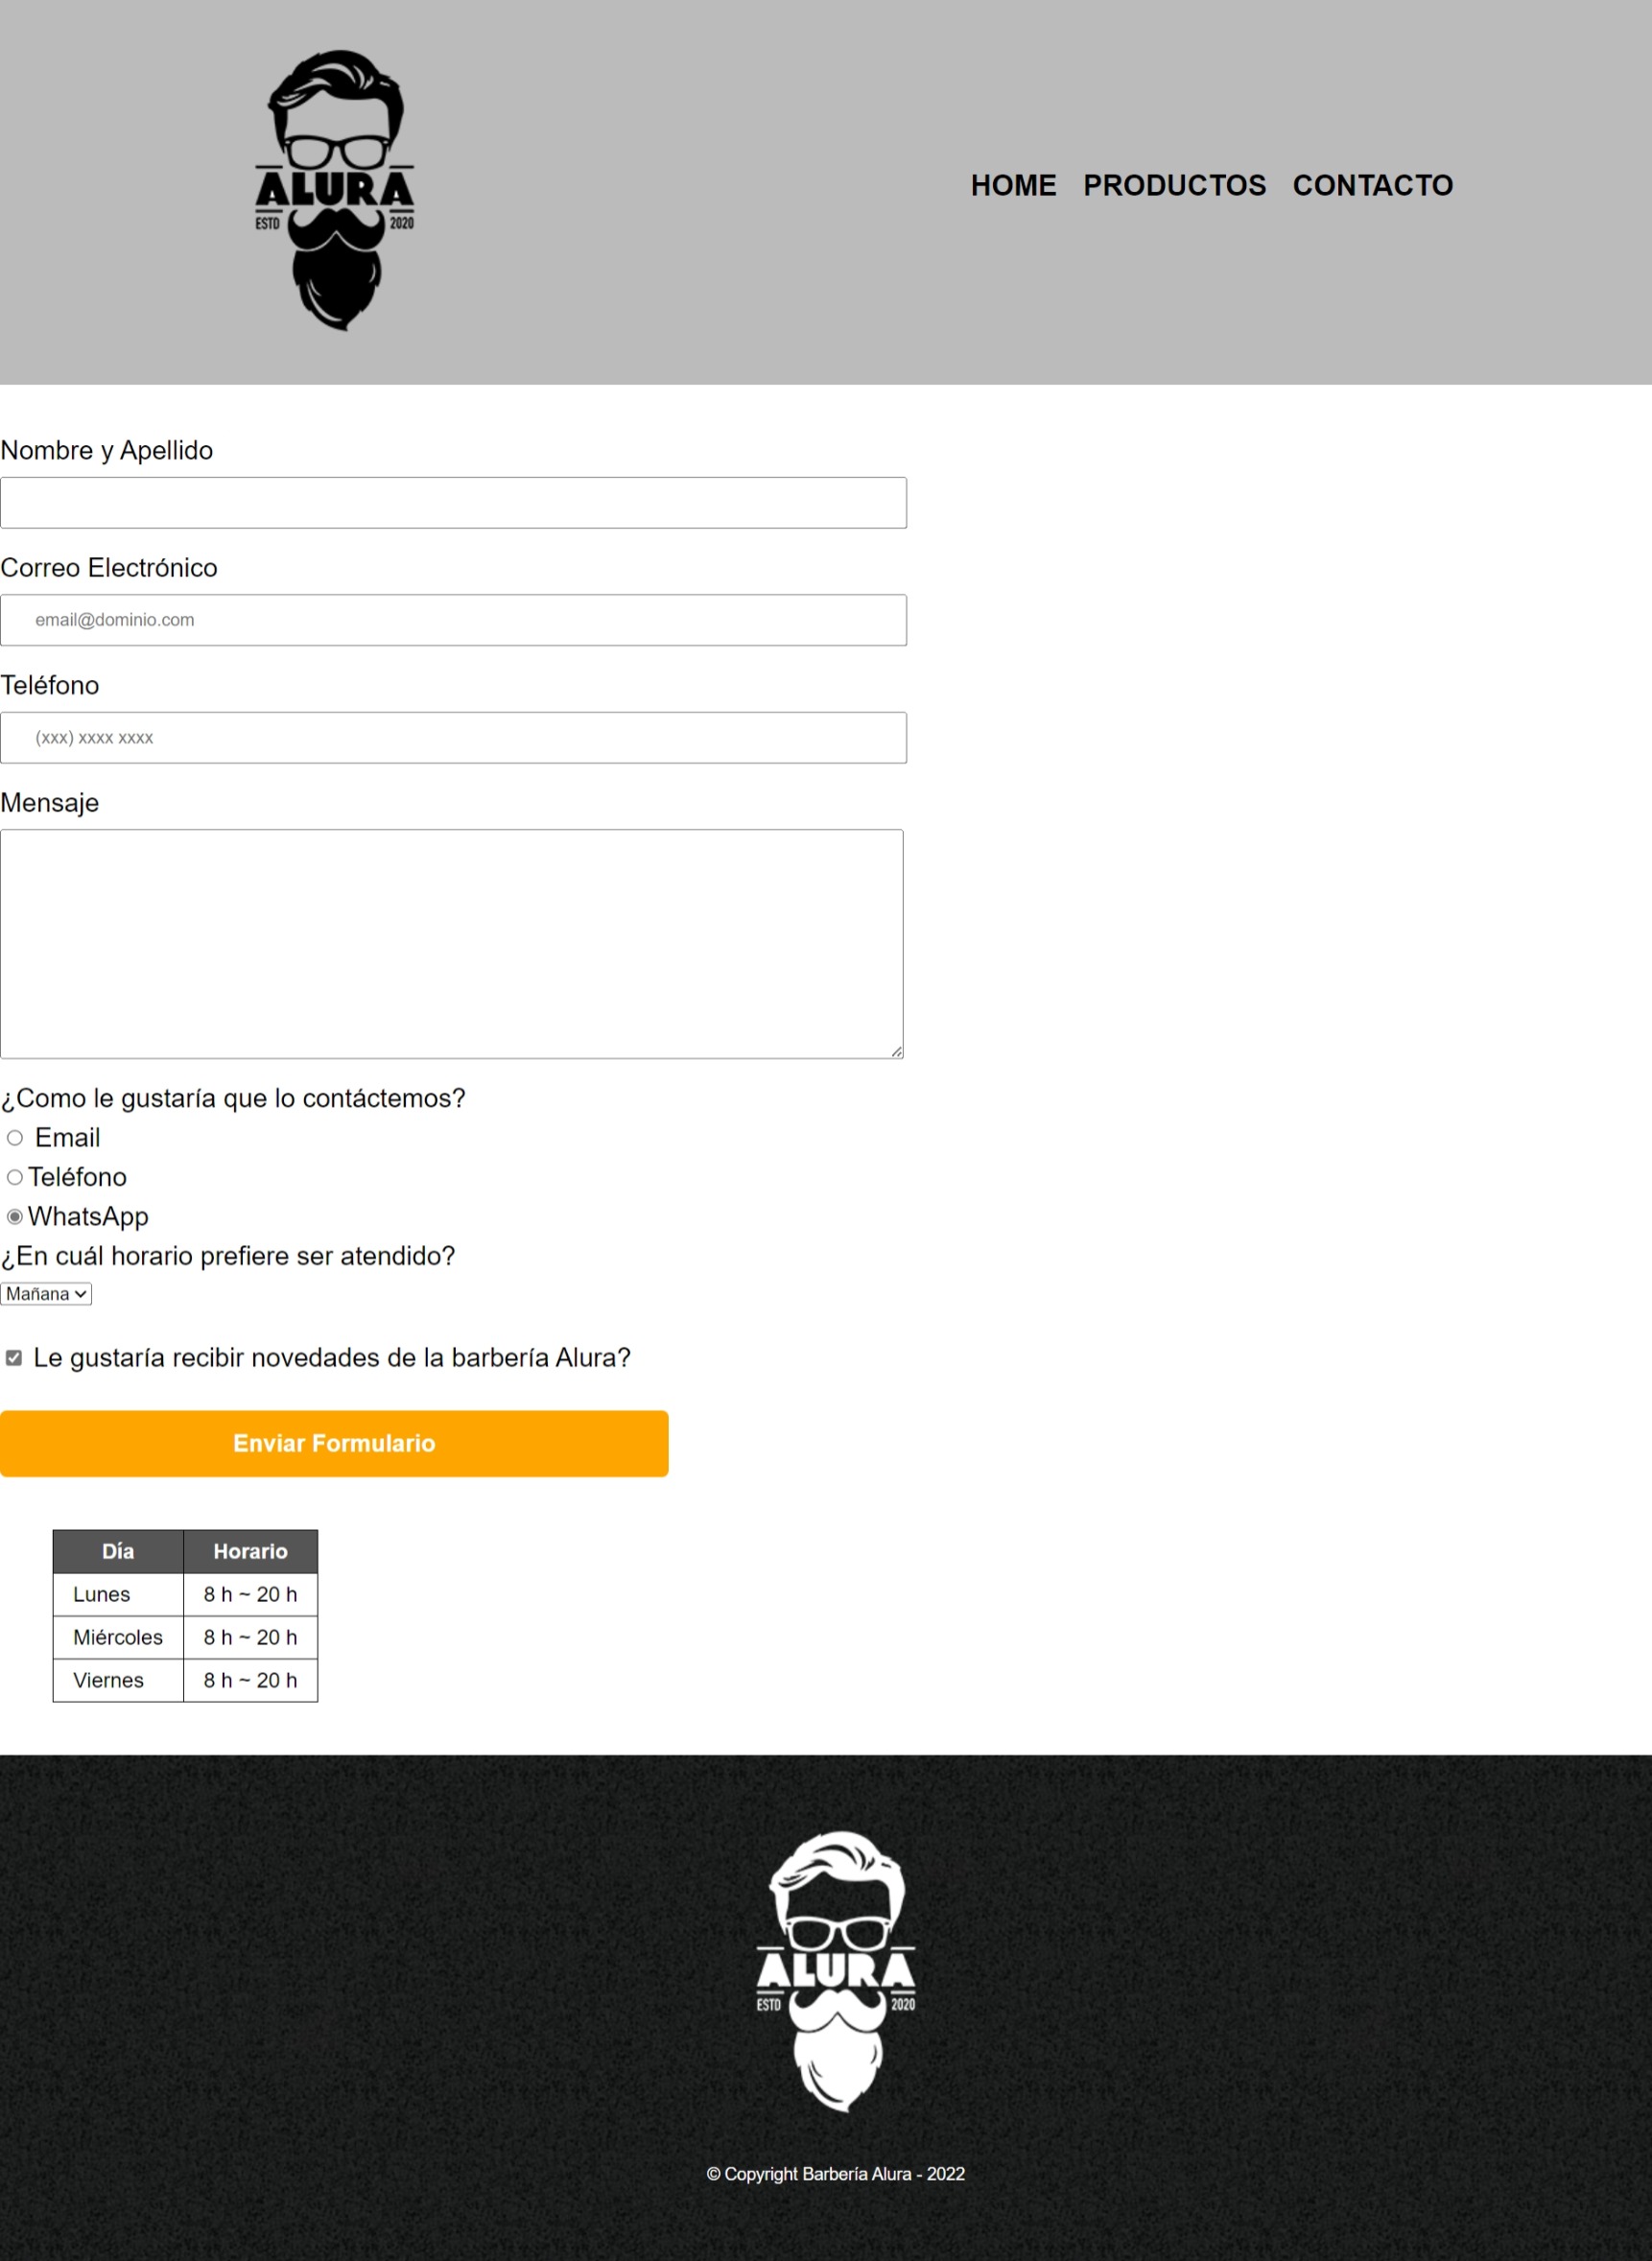 ALURA
ESTD 2020
HOME PRODUCTOS CONTACTO
Nombre y Apellido
Correo Electrónico
email@dominio.com
Teléfono
(xxx) xxxx xxxx
Mensaje
¿Como le gustaría que lo contáctemos?
Email
Teléfono
WhatsApp
¿En cuál horario prefiere ser atendido?
Mañana
Le gustaría recibir novedades de la barbería Alura?
Enviar Formulario
Día Horario
Lunes 8 h ~ 20 h
Miércoles 8 h ~ 20 h
Viernes 8 h ~ 20 h
ALURA
ESTD 2020
© Copyright Barbería Alura - 2022